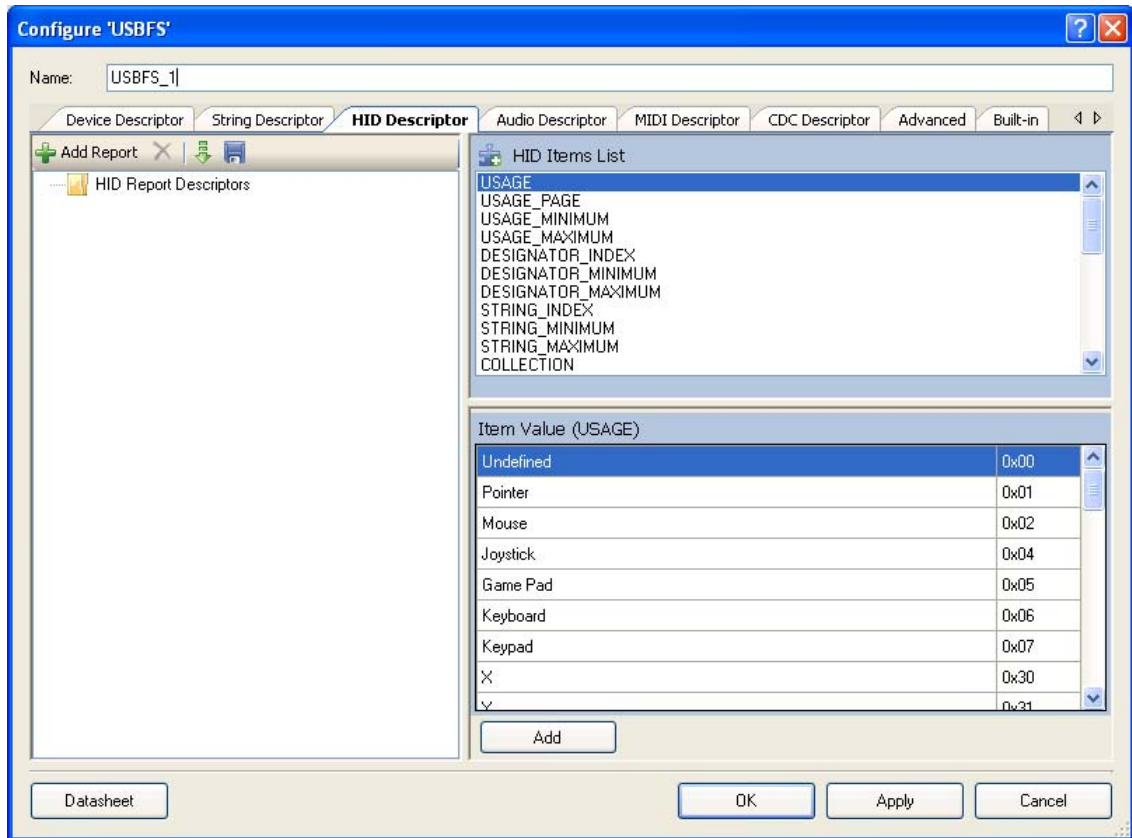 Configure 'USBFS'
Name: USBFS_1
Device Descriptor String Descriptor HID Descriptor Audio Descriptor MIDI Descriptor CDC Descriptor Advanced Built-in
Add Report
HID Report Descriptors
HID Items List
USAGE
USAGE_PAGE
USAGE_MINIMUM
USAGE_MAXIMUM
DESIGNATOR_INDEX
DESIGNATOR_MINIMUM
DESIGNATOR_MAXIMUM
STRING_INDEX
STRING_MINIMUM
STRING_MAXIMUM
COLLECTION
Item Value (USAGE)
Undefined 0x00
Pointer 0x01
Mouse 0x02
Joystick 0x04
Game Pad 0x05
Keyboard 0x06
Keypad 0x07
X 0x30
Y 0x31
Add
Datasheet OK Apply Cancel